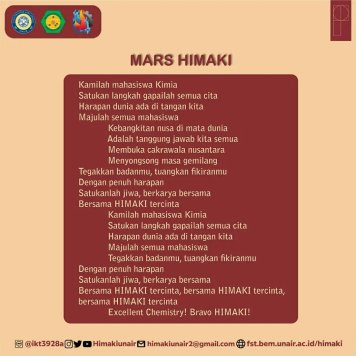 MARS HIMAKI
Kamilah mahasiswa Kimia
Satukan langkah gapailah semua cita
Harapan dunia ada di tangan kita
Majulah semua mahasiswa
Kebangkitan nusa di mata dunia
Adalah tanggung jawab kita semua
Membuka cakrawala nusantara
Menyongsong masa gemilang
Tegakkan badanmu, tuangkan fikiranmu
Dengan penuh harapan
Satukanlah jiwa, berkarya bersama
Bersama HIMAKI tercinta
Kamilah mahasiswa Kimia
Satukan langkah gapailah semua cita
Harapan dunia ada di tangan kita
Majulah semua mahasiswa
Tegakkan badanmu, tuangkan fikiranmu
Dengan penuh harapan
Satukanlah jiwa, berkarya bersama
Bersama HIMAKI tercinta, bersama HIMAKI tercinta,
bersama HIMAKI tercinta
Excellent Chemistry! Bravo HIMAKI!
@ikt3928a Himakiunair himakiunair2@gmail.com fst.bem.unair.ac.id/himaki